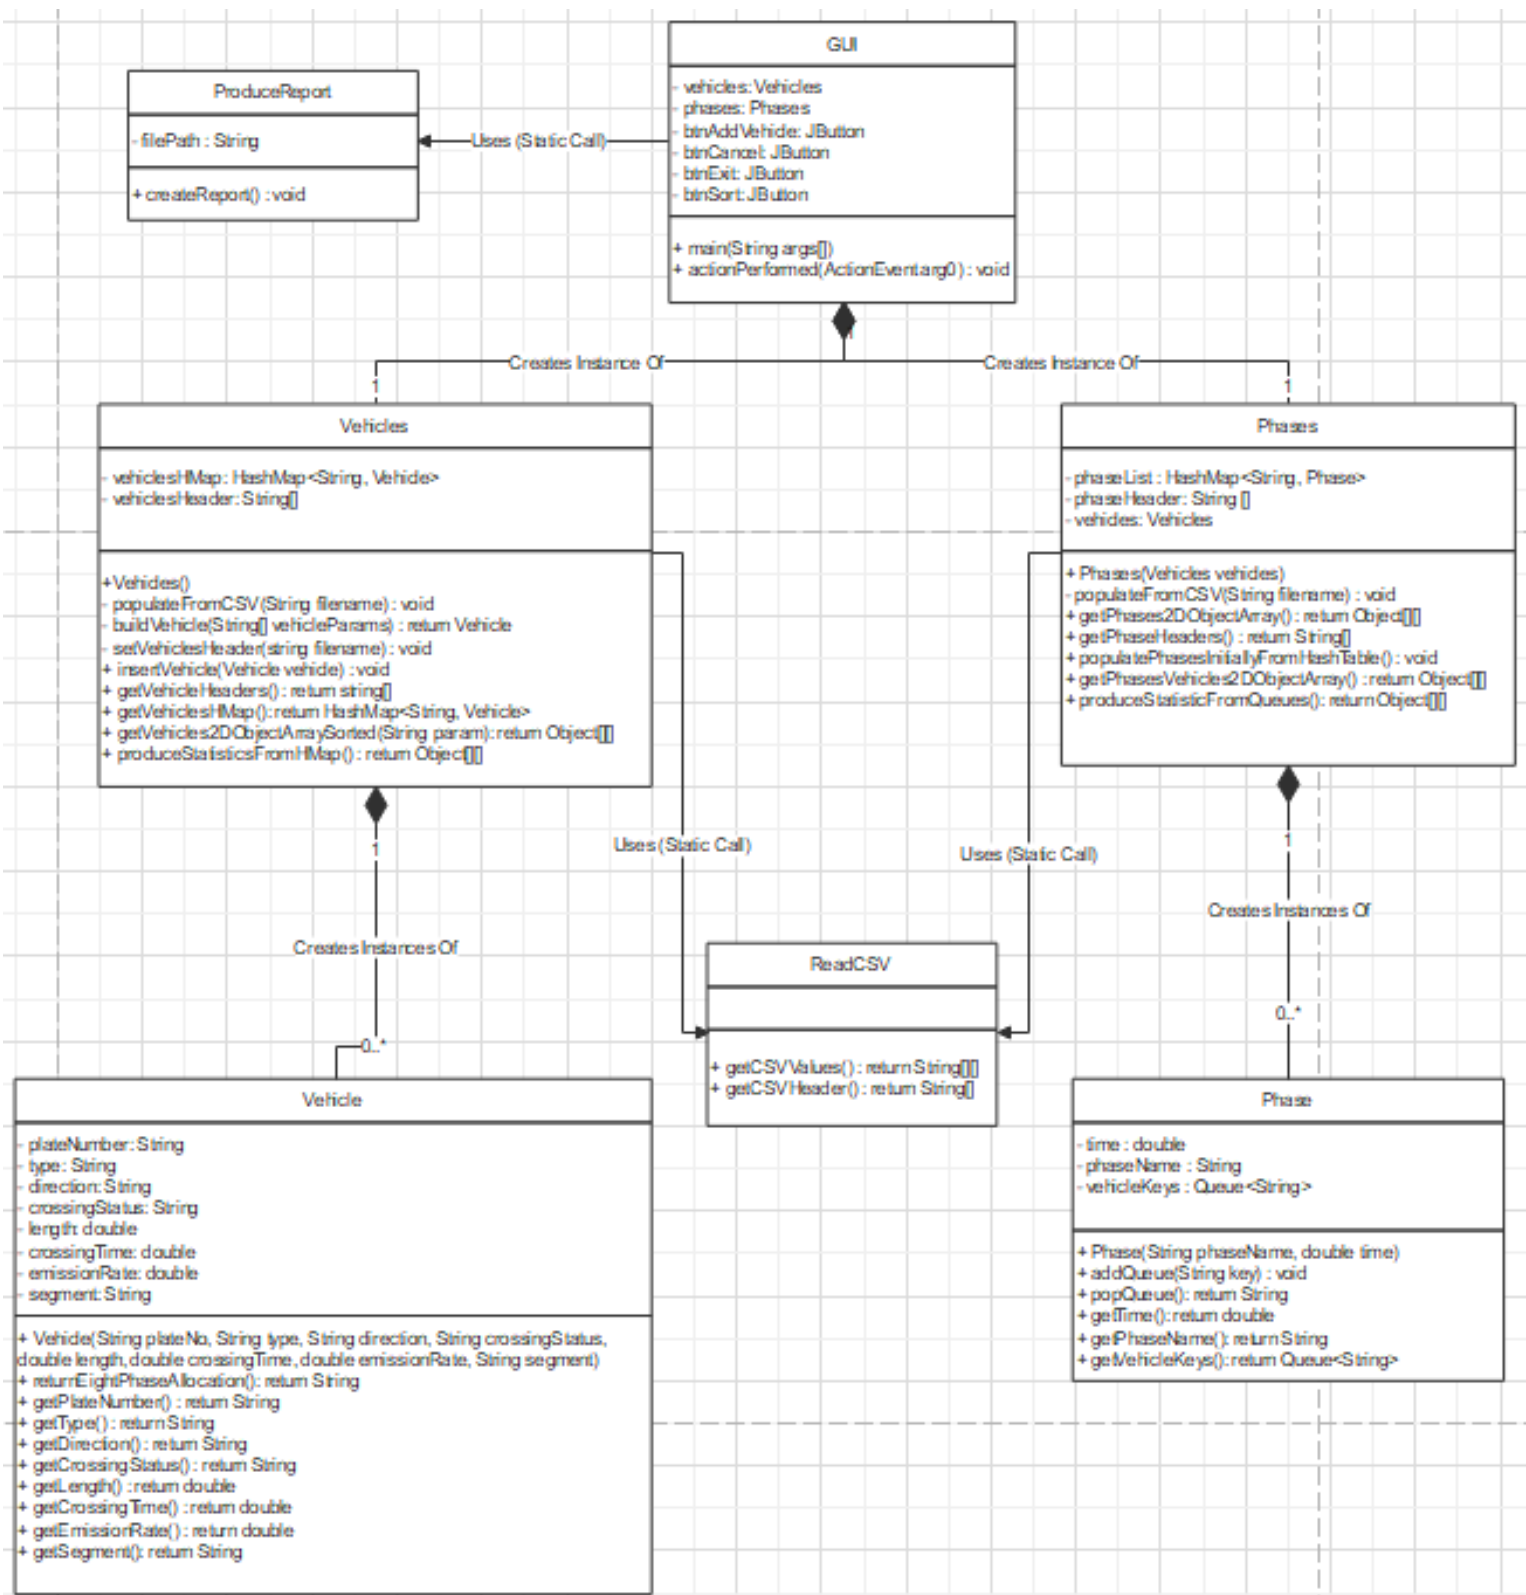 GUI
- vehicles: Vehicles
- phases: Phases
- btnAddVehicle: JButton
- btnCancel: JButton
- btnExit: JButton
- btnSort: JButton
+ main(String args[])
+ actionPerformed(ActionEvent arg0) : void
ProduceReport
- filePath : String
+ createReport() : void
Uses (Static Call)
1
Creates Instance Of
Creates Instance Of
1
1
Vehicles
- vehiclesHMap: HashMap<String, Vehicle>
- vehiclesHeader: String[]
+Vehicles()
- populateFromCSV(String filename) : void
- buildVehicle(String[] vehicleParams) : return Vehicle
- setVehiclesHeader(string filename) : void
+ insertVehicle(Vehicle vehicle) : void
+ getVehicleHeaders() : return string[]
+ getVehiclesHMap(): return HashMap<String, Vehicle>
+ getVehicles2DObjectArraySorted(String param): return Object[][]
+ produceStatisticsFromHMap() : return Object[][]
Phases
- phaseList : HashMap<String, Phase>
- phaseHeader: String []
- vehicles: Vehicles
+ Phases(Vehicles vehicles)
- populateFromCSV(String filename) : void
+ getPhases2DObjectArray() : return Object[][]
+ getPhaseHeaders() : return String[]
+ populatePhasesInitiallyFromHashTable() : void
+ getPhasesVehicles2DObjectArray() : return Object[][]
+ produceStatisticFromQueues() : return Object[][]
1
Uses (Static Call)
Uses (Static Call)
1
Creates Instances Of
Creates Instances Of
0..*
0..*
ReadCSV
+ getCSVValues() : return String[][]
+ getCSVHeader() : return String[]
Vehicle
- plateNumber: String
- type: String
- direction: String
- crossingStatus: String
- length: double
- crossingTime: double
- emissionRate: double
- segment: String
+ Vehicle(String plateNo, String type, String direction, String crossingStatus,
double length, double crossingTime, double emissionRate, String segment)
+ returnEightPhaseAllocation(): return String
+ getPlateNumber() : return String
+ getType() : return String
+ getDirection() : return String
+ getCrossingStatus() : return String
+ getLength() : return double
+ getCrossingTime() : return double
+ getEmissionRate() : return double
+ getSegment(): return String
Phase
- time : double
- phaseName : String
- vehicleKeys : Queue<String>
+ Phase(String phaseName, double time)
+ addQueue(String key) : void
+ popQueue(): return String
+ getTime(): return double
+ getPhaseName(): return String
+ getVehicleKeys(): return Queue<String>